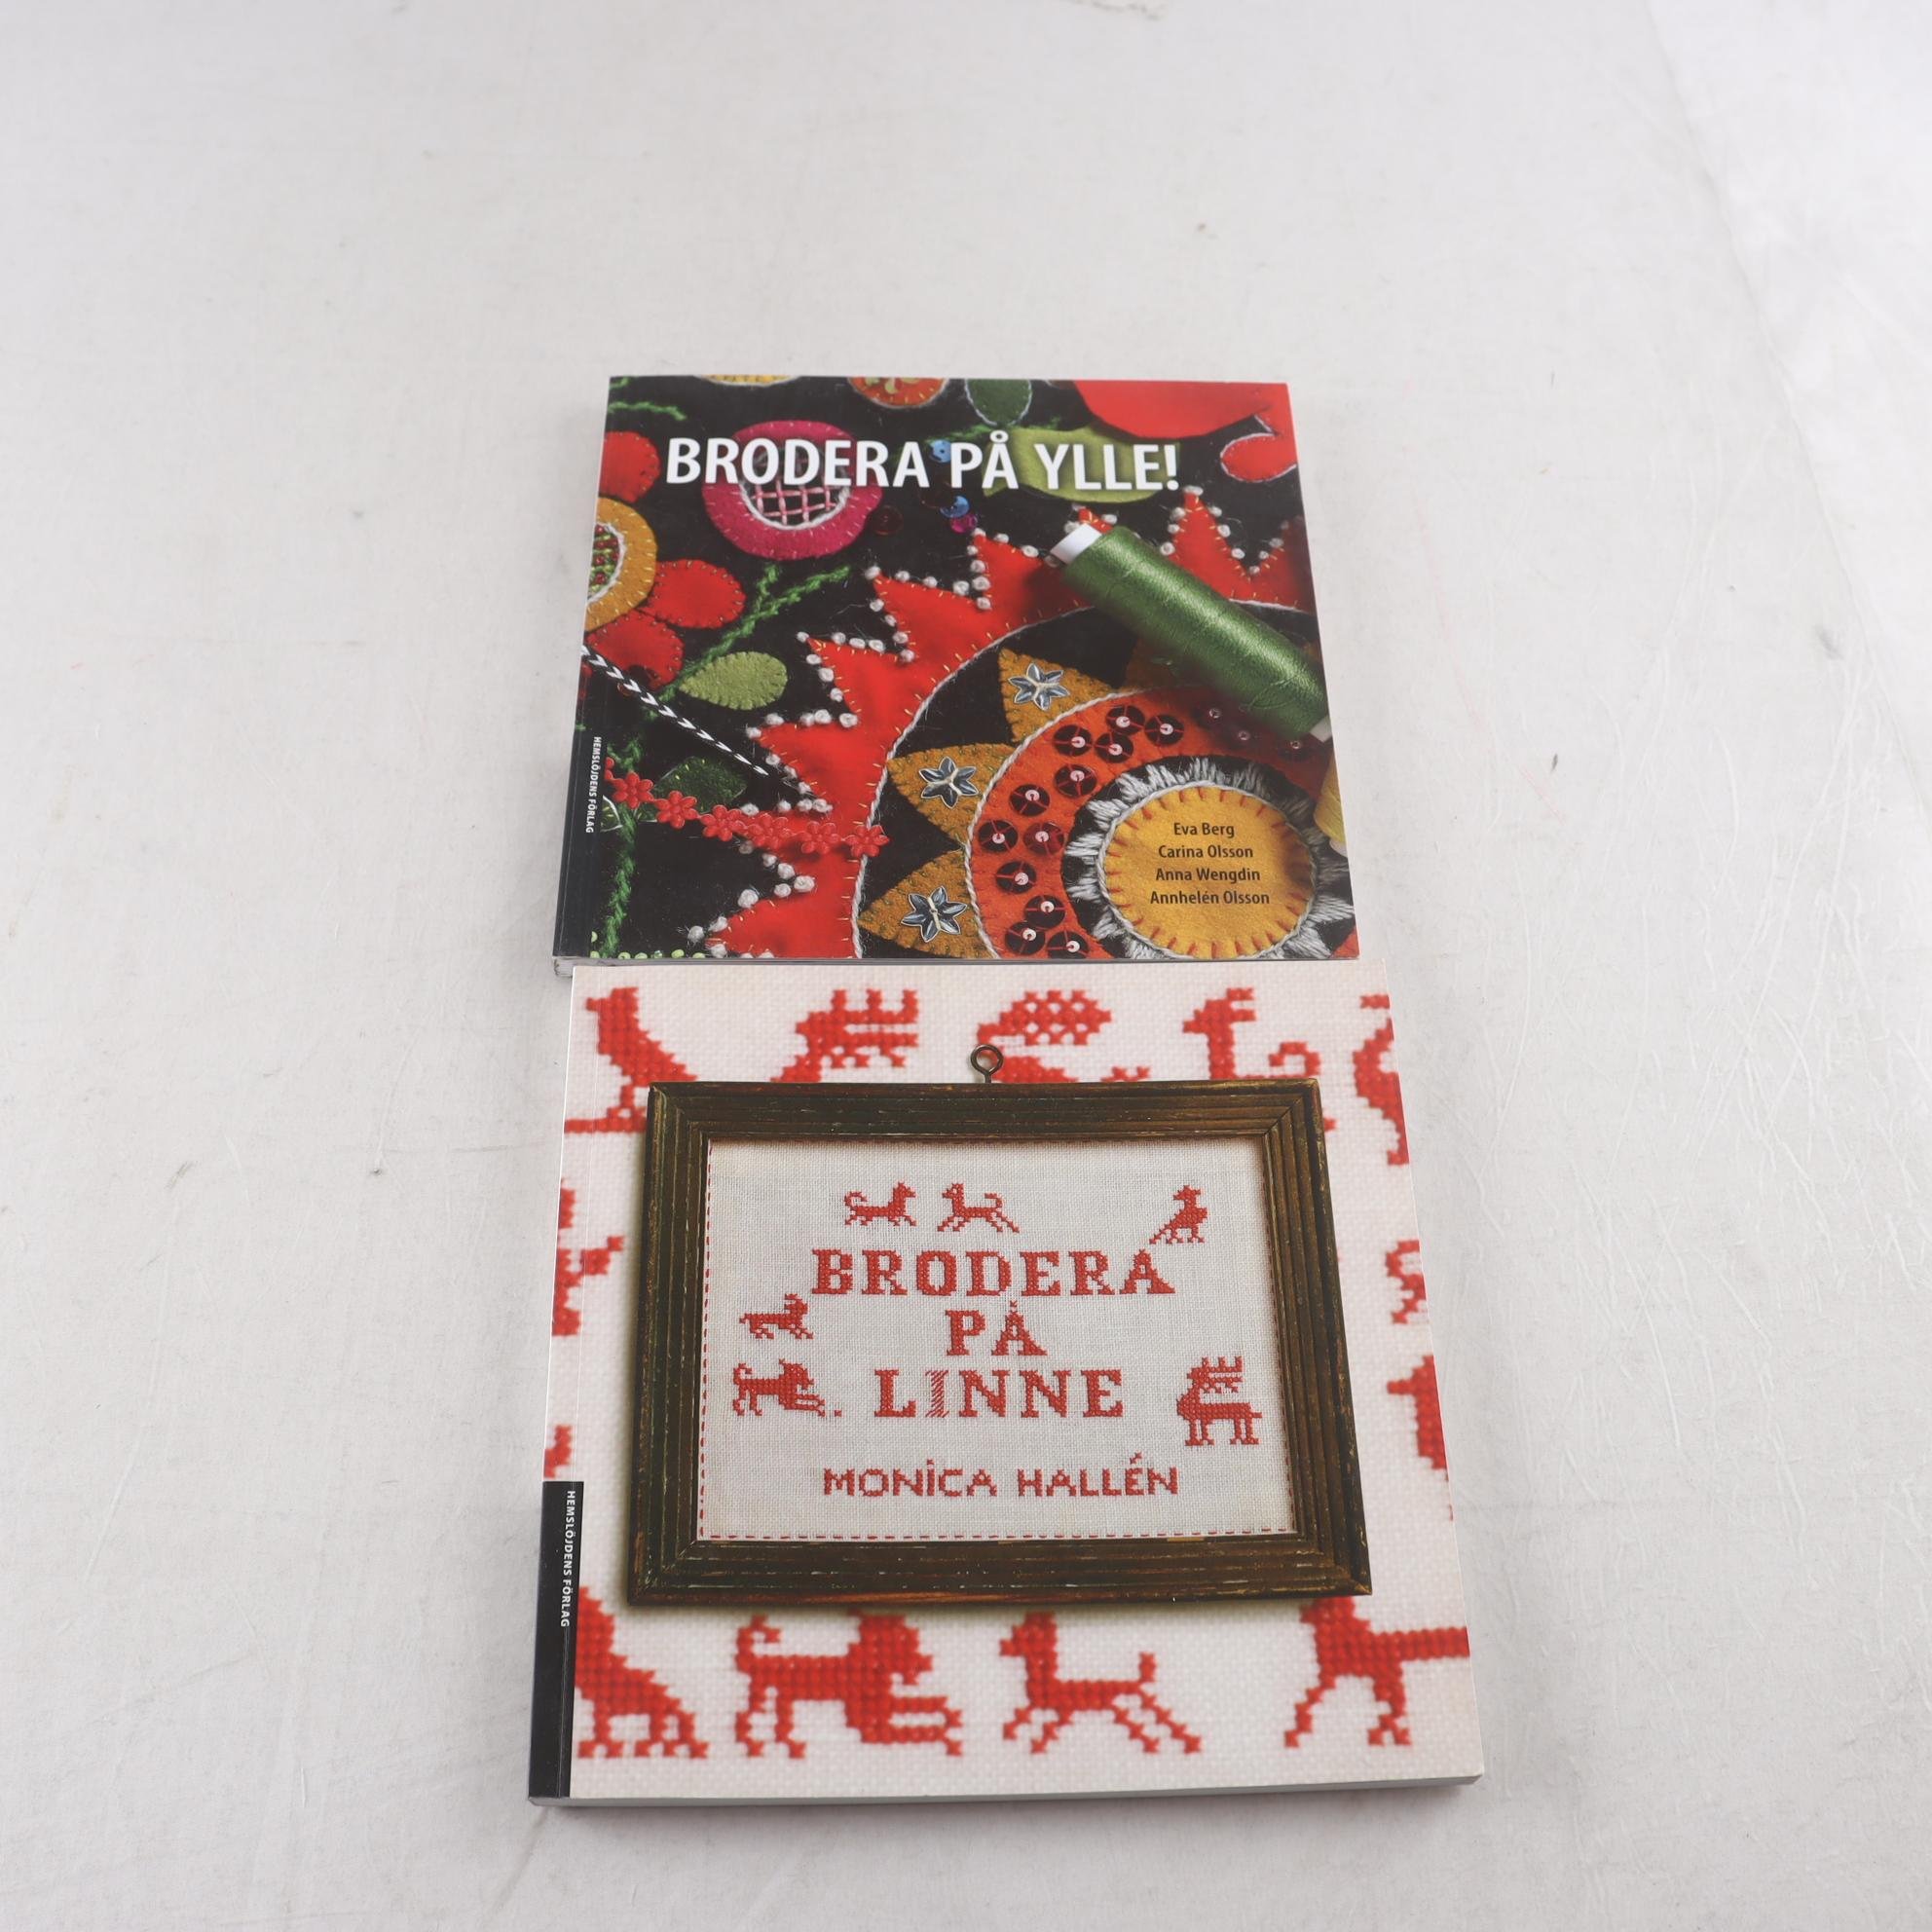 BRODERA PÅ YLLE!
HEMSLÖJDENS FÖRLAG
Eva Berg
Carina Olsson
Anna Wengdin
Annhelén Olsson
BRODERA
PÅ
LINNE
MONICA HALLÉN
HEMSLÖJDENS FÖRLAG